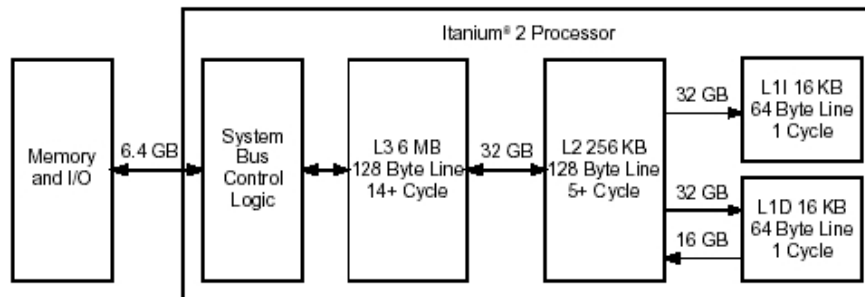 Itanium® 2 Processor
Memory
and I/O
6.4 GB
System
Bus
Control
Logic
L3 6 MB
128 Byte Line
14+ Cycle
32 GB
L2 256 KB
128 Byte Line
5+ Cycle
32 GB
L1I 16 KB
64 Byte Line
1 Cycle
32 GB
16 GB
L1D 16 KB
64 Byte Line
1 Cycle